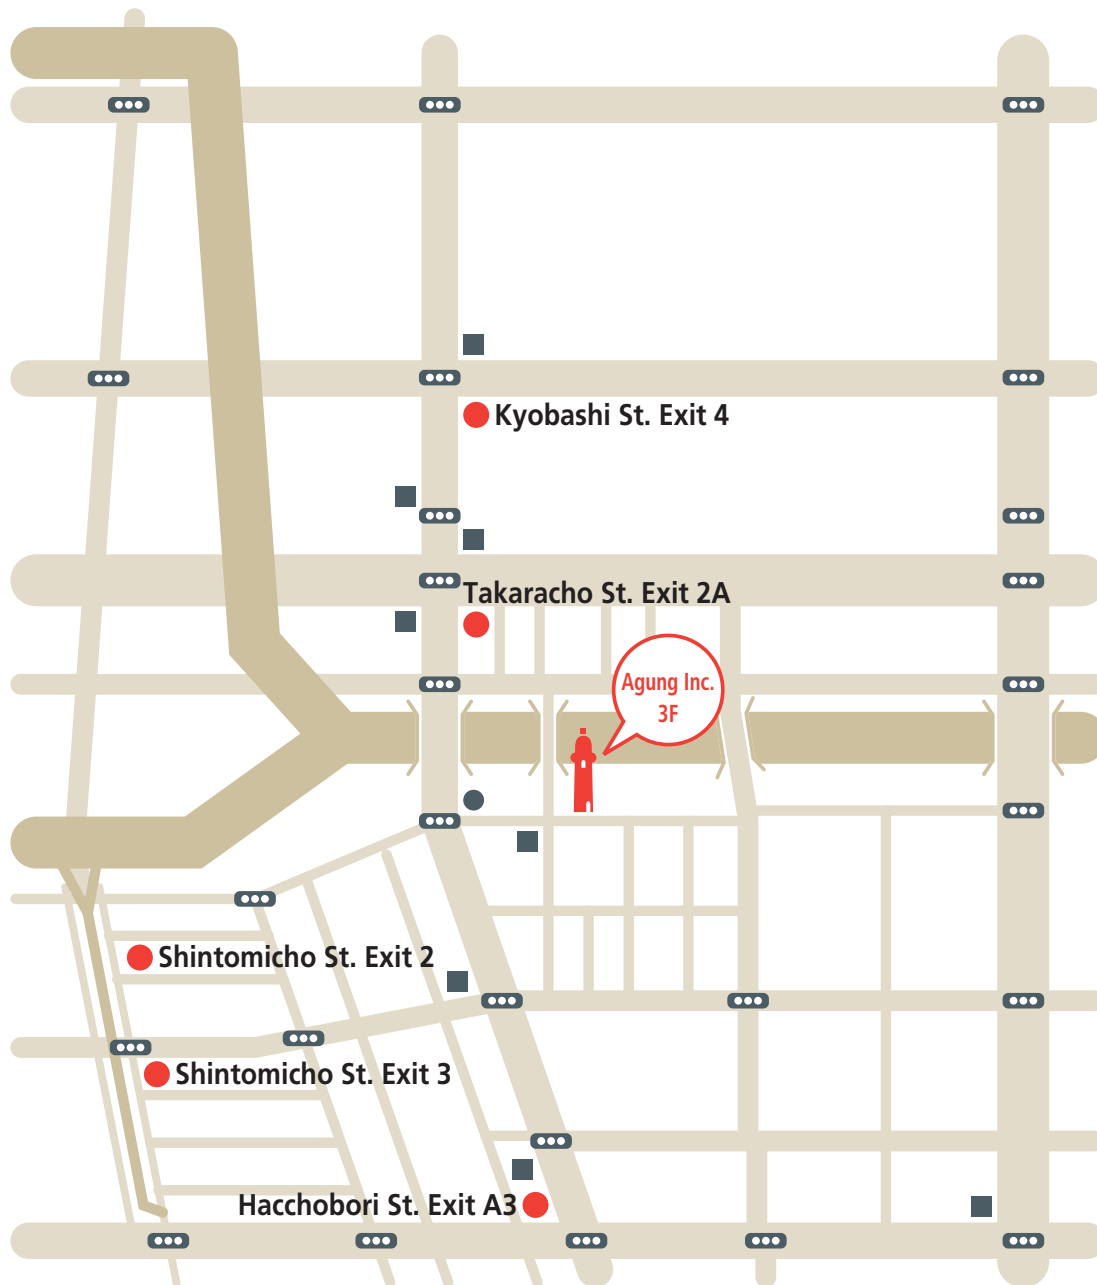 Kyobashi St. Exit 4
Takaracho St. Exit 2A
Agung Inc.
3F
Shintomicho St. Exit 2
Shintomicho St. Exit 3
Hacchobori St. Exit A3